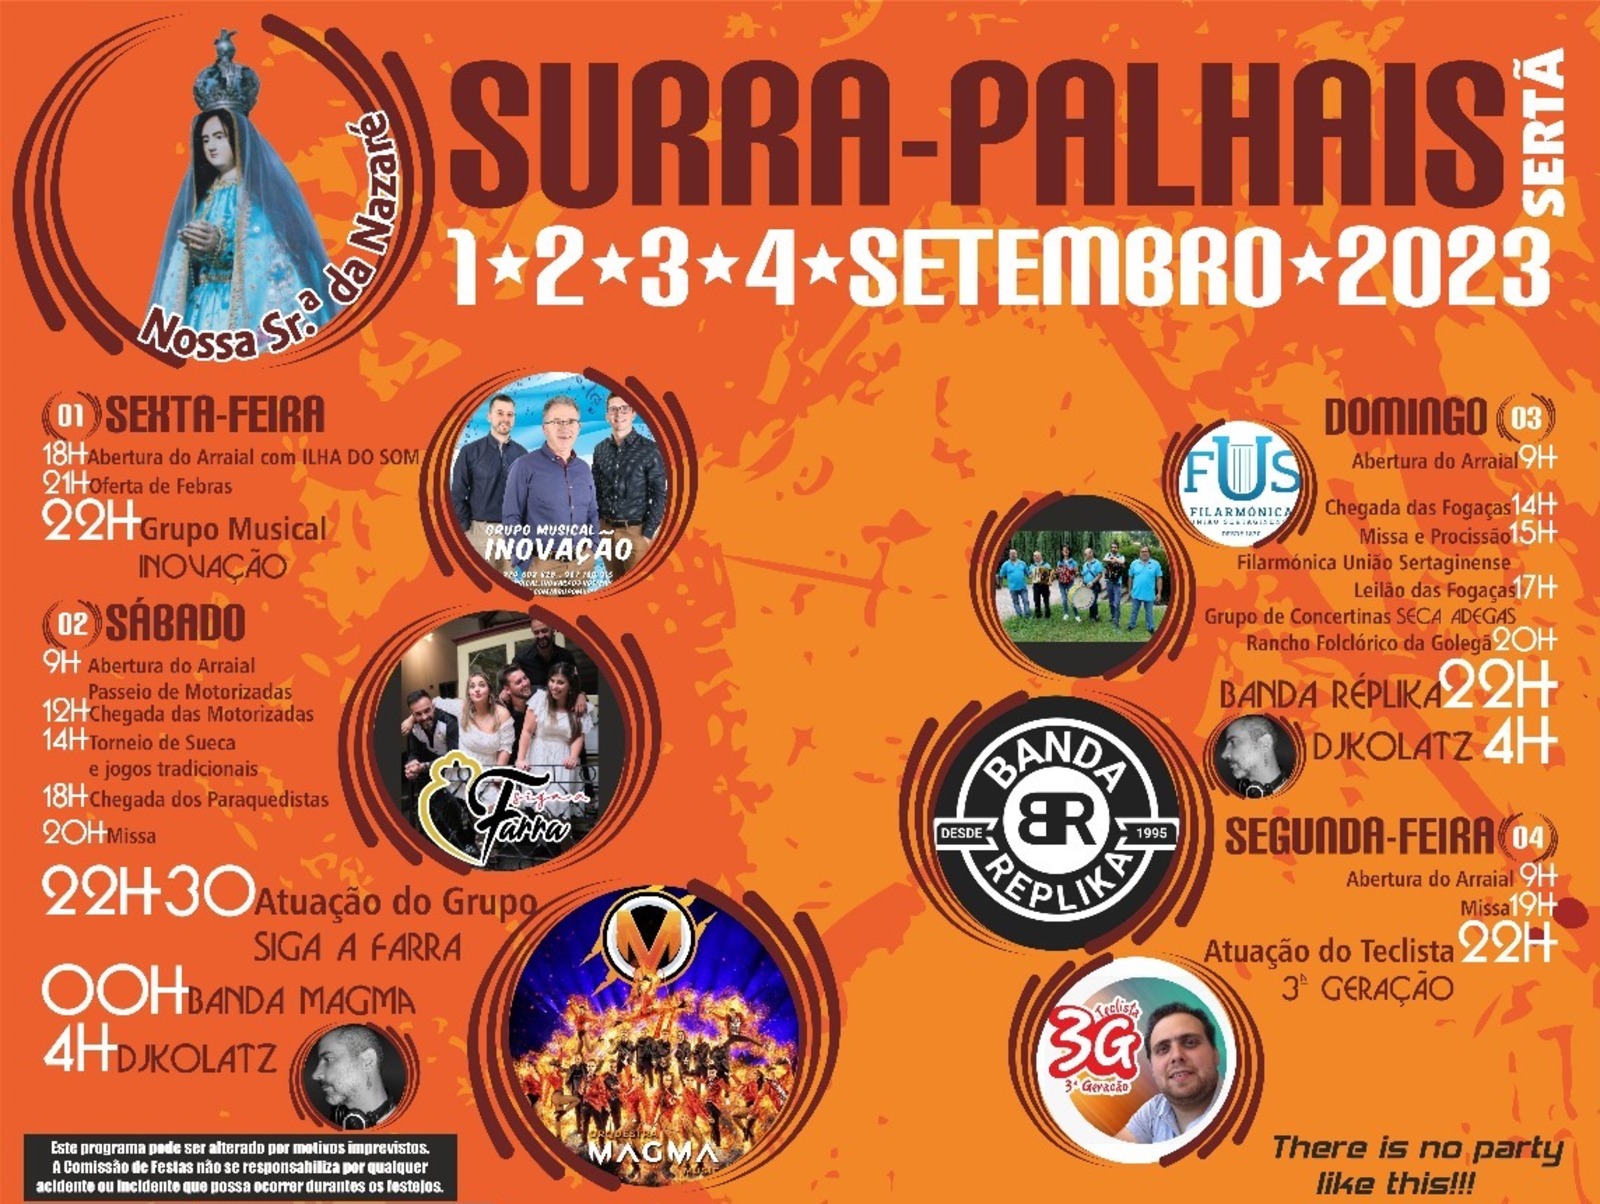 Nossa Sr.ª da Nazaré
SURRA-PALHAIS
SERTÃ
1★2★3★4★SETEMBRO★2023
01 SEXTA-FEIRA
18H Abertura do Arraial com ILHA DO SOM
21H Oferta de Febras
22H Grupo Musical
INOVAÇÃO
GRUPO MUSICAL
INOVAÇÃO
02 SÁBADO
9H Abertura do Arraial
Passeio de Motorizadas
12H Chegada das Motorizadas
14H Torneio de Sueca
e jogos tradicionais
18H Chegada dos Paraquedistas
20H Missa
22H30 Atuação do Grupo
SIGA A FARRA
00H BANDA MAGMA
4H DJKOLATZ
siga a
Farra
M
ORQUESTRA
MAGMA
Este programa pode ser alterado por motivos imprevistos.
A Comissão de Festas não se responsabiliza por qualquer
acidente ou incidente que possa ocorrer durantes os festejos.
DOMINGO 03
Abertura do Arraial 9H
Chegada das Fogaças 14H
Missa e Procissão 15H
Filarmónica União Sertaginense
Leilão das Fogaças 17H
Grupo de Concertinas SECA ADEGAS
Rancho Folclórico da Golegã 20H
BANDA RÉPLIKA 22H
DJKOLATZ 4H
FUS
FILARMÓNICA
UNIÃO SERTAGINENSE
DESDE 1830
BANDA
BR
DESDE 1995
REPLIKA
SEGUNDA-FEIRA 04
Abertura do Arraial 9H
Missa 19H
Atuação do Teclista 22H
3ª GERAÇÃO
Teclista
3G
3ª Geração
There is no party
like this!!!